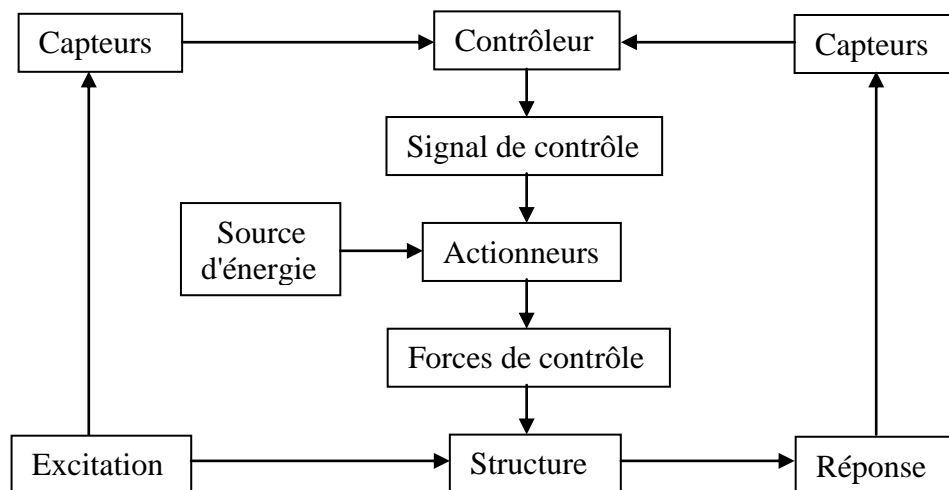 Capteurs
Contrôleur
Capteurs
Signal de contrôle
Source
d'énergie
Actionneurs
Forces de contrôle
Excitation
Structure
Réponse